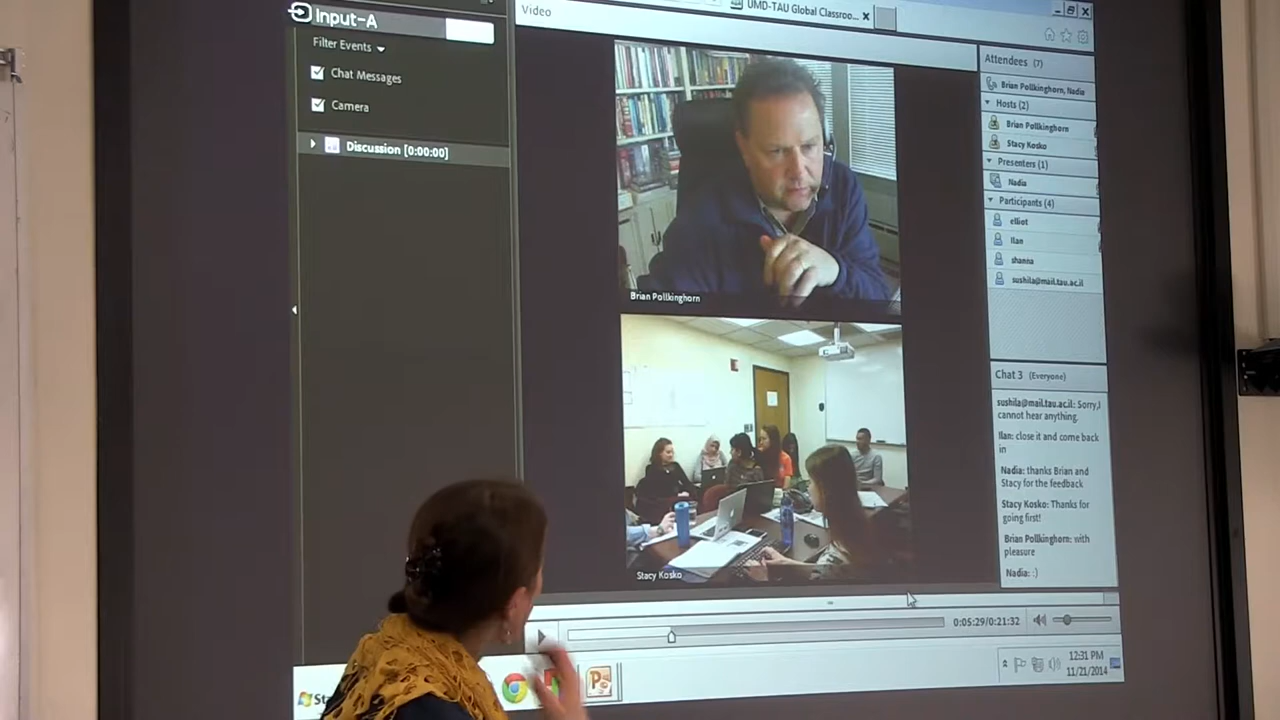 Input-A
Filter Events
Chat Messages
Camera
Discussion [0:00:00]
Video
UMD-TAU Global Classroo...
Brian Pollkinghorn
Stacy Kosko
Attendees (7)
Brian Pollkinghorn, Nadia
Hosts (2)
Brian Pollkinghorn
Stacy Kosko
Presenters (1)
Nadia
Participants (4)
elliot
Ilan
shanna
sushila@mail.tau.ac.il
Chat 3 (Everyone)
sushila@mail.tau.ac.il: Sorry,I
cannot hear anything.
Ilan: close it and come back
in
Nadia: thanks Brian and
Stacy for the feedback
Stacy Kosko: Thanks for
going first!
Brian Pollkinghorn: with
pleasure
Nadia: :)
0:05:29/0:21:32
12:31 PM
11/21/2014